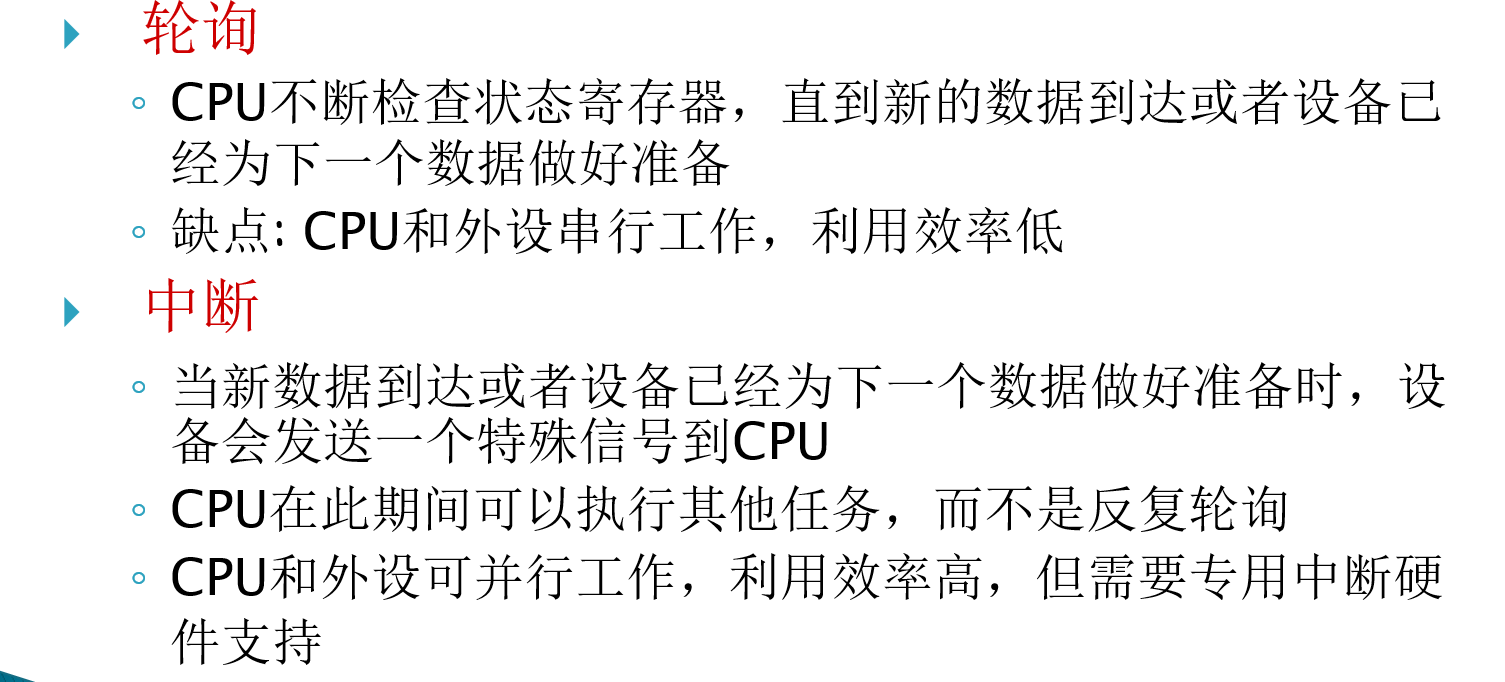 轮询
CPU不断检查状态寄存器，直到新的数据到达或者设备已
经为下一个数据做好准备
缺点: CPU和外设串行工作，利用效率低
中断
当新数据到达或者设备已经为下一个数据做好准备时，设
备会发送一个特殊信号到CPU
CPU在此期间可以执行其他任务，而不是反复轮询
CPU和外设可并行工作，利用效率高，但需要专用中断硬
件支持